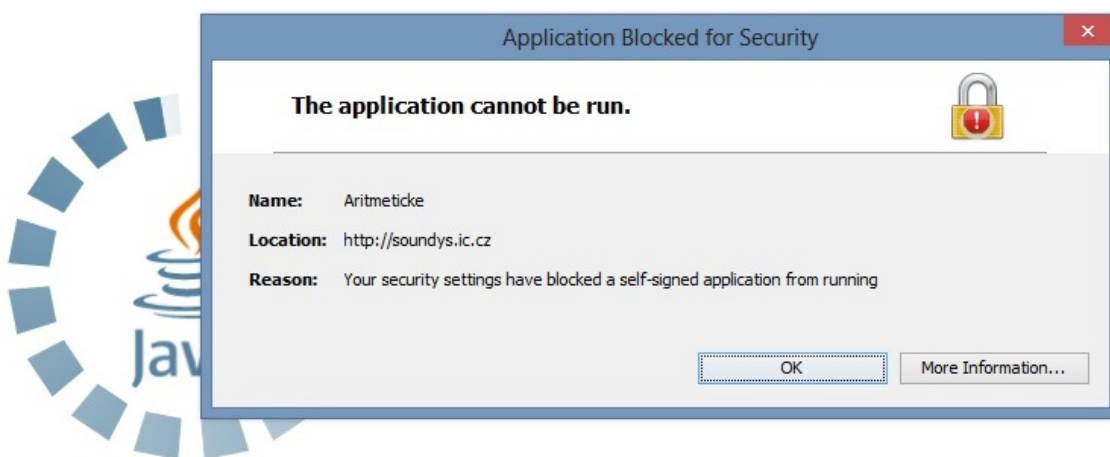 Application Blocked for Security
The application cannot be run.
Name: Aritmeticke
Location: http://soundys.ic.cz
Reason: Your security settings have blocked a self-signed application from running
Jav
OK
More Information...